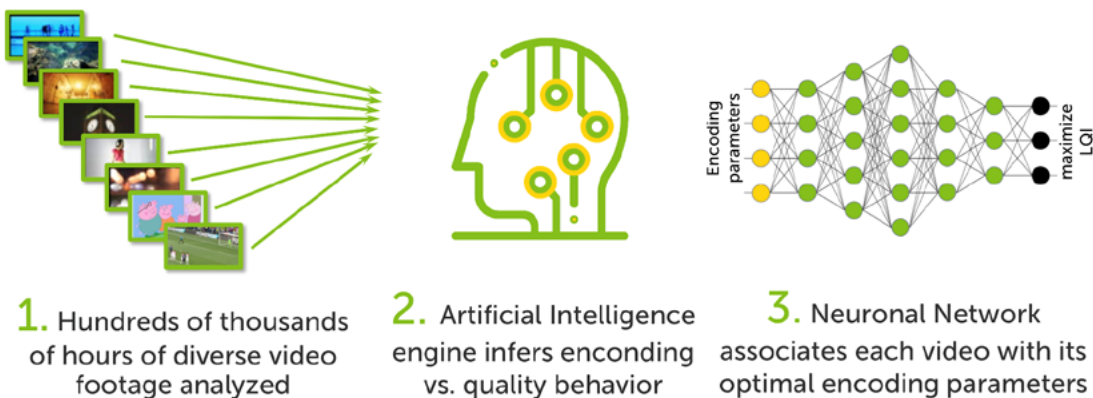 Encoding
parameters
maximize
LQI
1. Hundreds of thousands
of hours of diverse video
footage analyzed
2. Artificial Intelligence
engine infers enconding
vs. quality behavior
3. Neuronal Network
associates each video with its
optimal encoding parameters